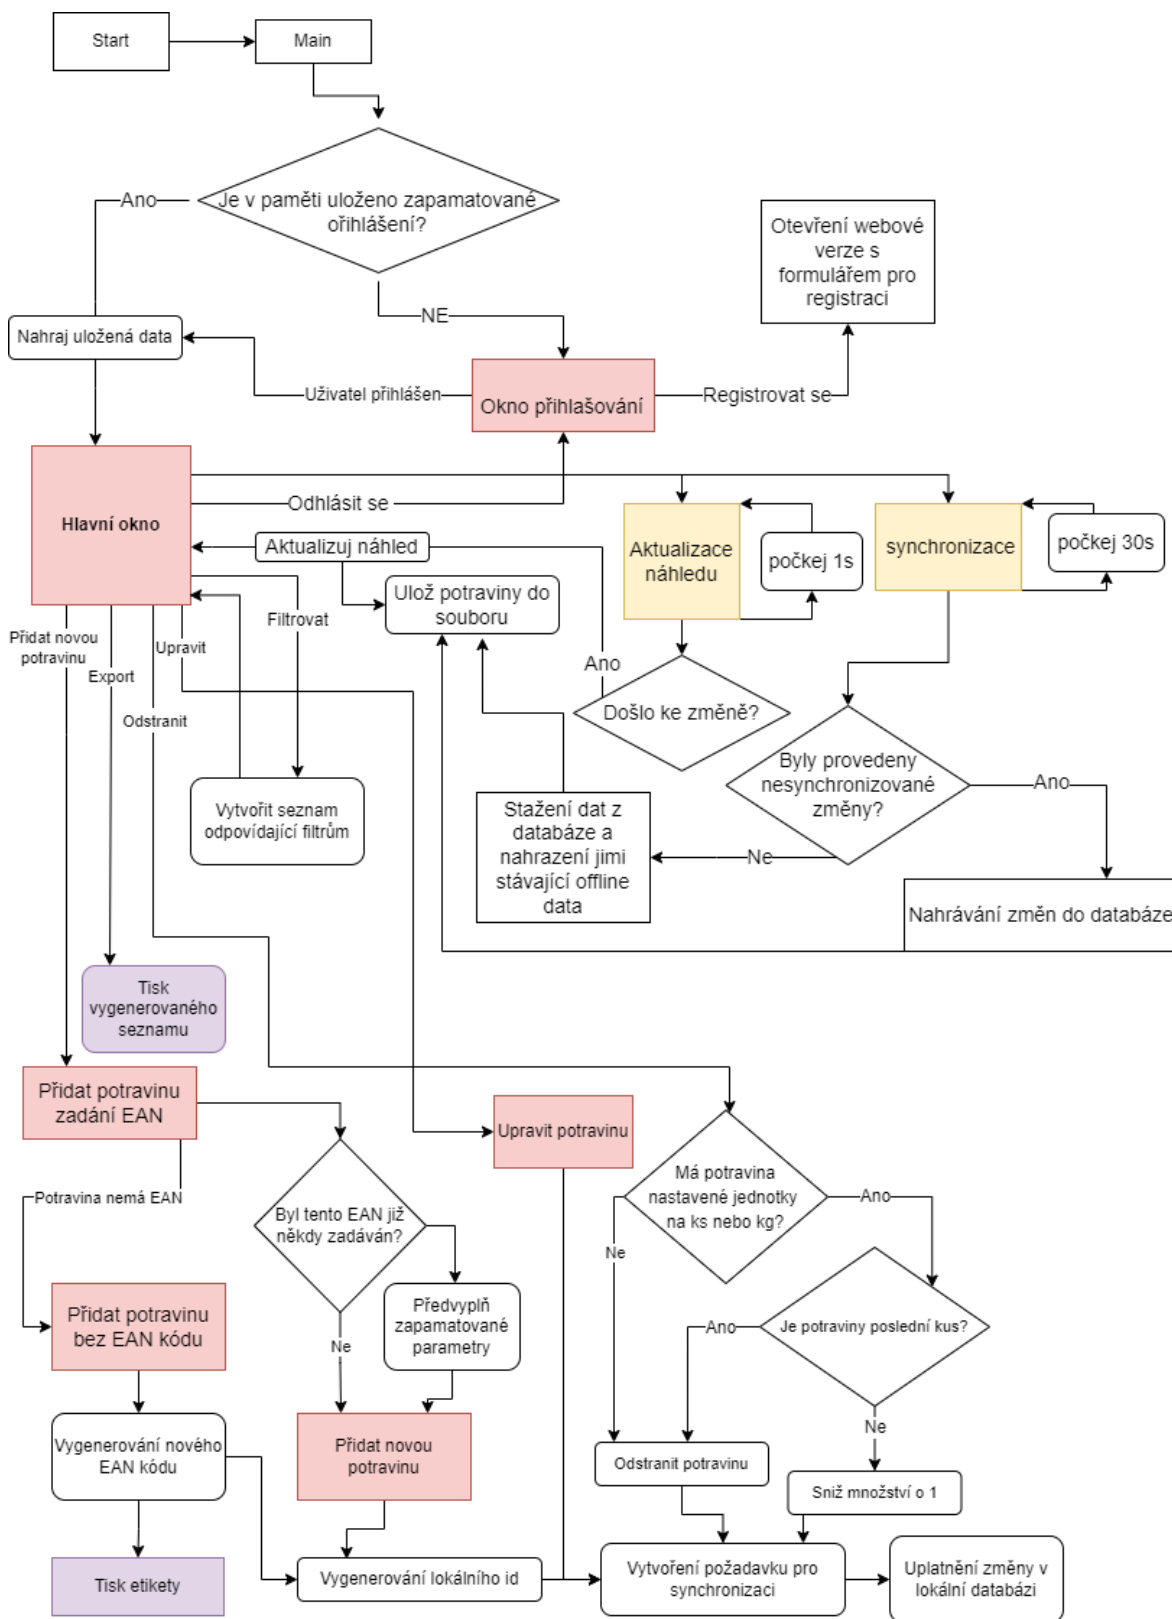 Start
Main
Je v paměti uloženo zapamatované
ořihlášení?
Ano
NE
Otevření webové
verze s
formulářem pro
registraci
Nahraj uložená data
Uživatel přihlášen
Okno přihlašování
Registrovat se
Hlavní okno
Odhlásit se
Aktualizuj náhled
Aktualizace
náhledu
počkej 1s
synchronizace
počkej 30s
Ulož potraviny do
souboru
Filtrovat
Přidat novou
potravinu
Upravit
Export
Odstranit
Ano
Došlo ke změně?
Byly provedeny
nesynchronizované
změny?
Ano
Vytvořit seznam
odpovídající filtrům
Stažení dat z
databáze a
nahrazení jimi
stávající offline
data
Ne
Nahrávání změn do databáze
Tisk
vygenerovaného
seznamu
Přidat potravinu
zadání EAN
Upravit potravinu
Má potravina
nastavené jednotky
na ks nebo kg?
Ano
Ne
Potravina nemá EAN
Byl tento EAN již
někdy zadáván?
Přidat potravinu
bez EAN kódu
Předvyplň
zapamatované
parametry
Ne
Je potraviny poslední kus?
Ano
Ne
Vygenerování nového
EAN kódu
Přidat novou
potravinu
Odstranit potravinu
Sniž množství o 1
Tisk etikety
Vygenerování lokálního id
Vytvoření požadavku pro
synchronizaci
Uplatnění změny v
lokální databázi